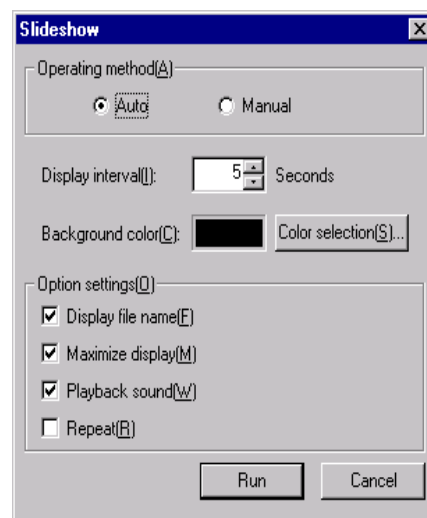 Slideshow
Operating method(A)
Auto Manual
Display interval(I): 5 Seconds
Background color(C): Color selection(S)...
Option settings(O)
Display file name(F)
Maximize display(M)
Playback sound(W)
Repeat(R)
Run Cancel